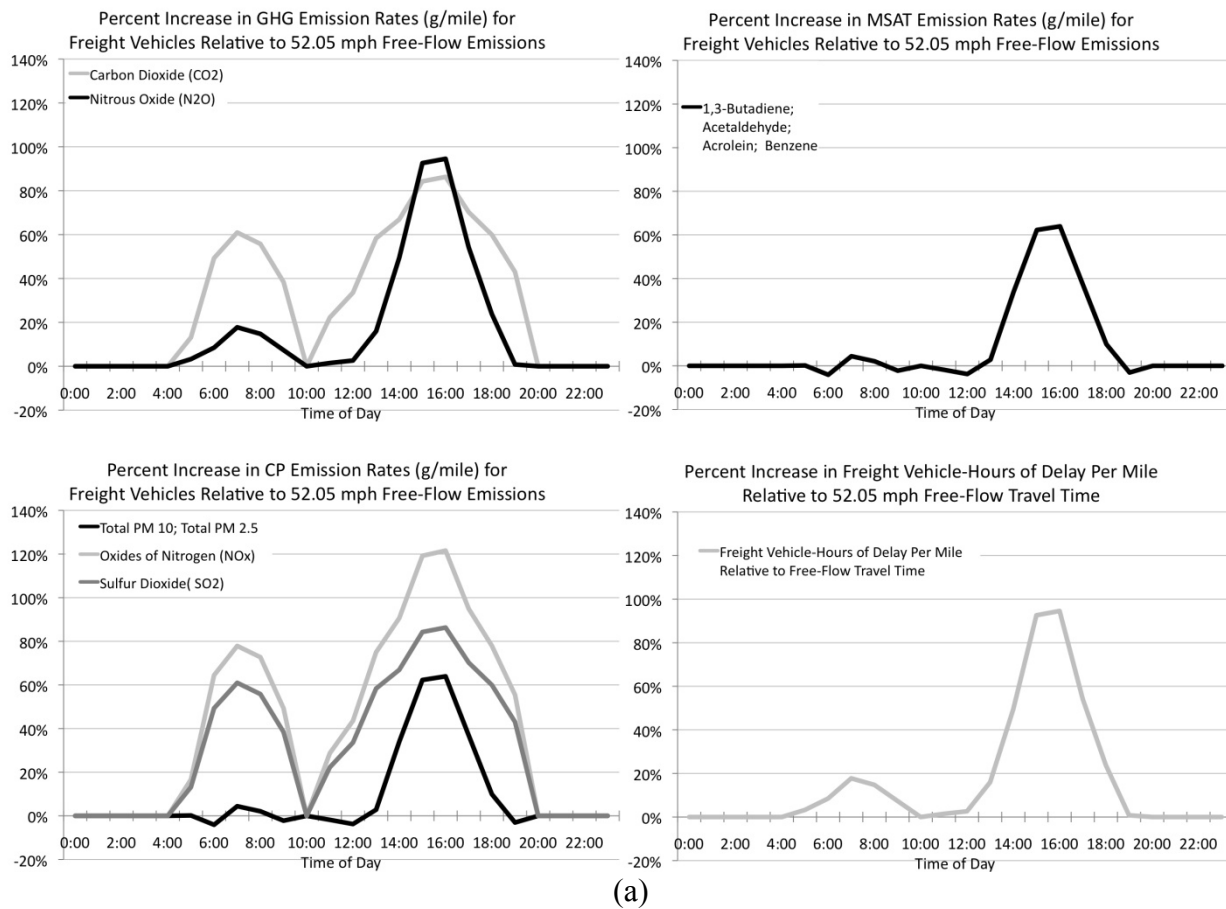 Percent Increase in GHG Emission Rates (g/mile) for
Freight Vehicles Relative to 52.05 mph Free-Flow Emissions
140%
120%
100%
80%
60%
40%
20%
0%
-20%
Carbon Dioxide (CO2)
Nitrous Oxide (N2O)
0:00 2:00 4:00 6:00 8:00 10:00 12:00 14:00 16:00 18:00 20:00 22:00
Time of Day
Percent Increase in MSAT Emission Rates (g/mile) for
Freight Vehicles Relative to 52.05 mph Free-Flow Emissions
140%
120%
100%
80%
60%
40%
20%
0%
-20%
1,3-Butadiene;
Acetaldehyde;
Acrolein; Benzene
0:00 2:00 4:00 6:00 8:00 10:00 12:00 14:00 16:00 18:00 20:00 22:00
Time of Day
Percent Increase in CP Emission Rates (g/mile) for
Freight Vehicles Relative to 52.05 mph Free-Flow Emissions
140%
120%
100%
80%
60%
40%
20%
0%
-20%
Total PM 10; Total PM 2.5
Oxides of Nitrogen (NOx)
Sulfur Dioxide( SO2)
0:00 2:00 4:00 6:00 8:00 10:00 12:00 14:00 16:00 18:00 20:00 22:00
Time of Day
Percent Increase in Freight Vehicle-Hours of Delay Per Mile
Relative to 52.05 mph Free-Flow Travel Time
140%
120%
100%
80%
60%
40%
20%
0%
-20%
Freight Vehicle-Hours of Delay Per Mile
Relative to Free-Flow Travel Time
0:00 2:00 4:00 6:00 8:00 10:00 12:00 14:00 16:00 18:00 20:00 22:00
Time of Day
(a)